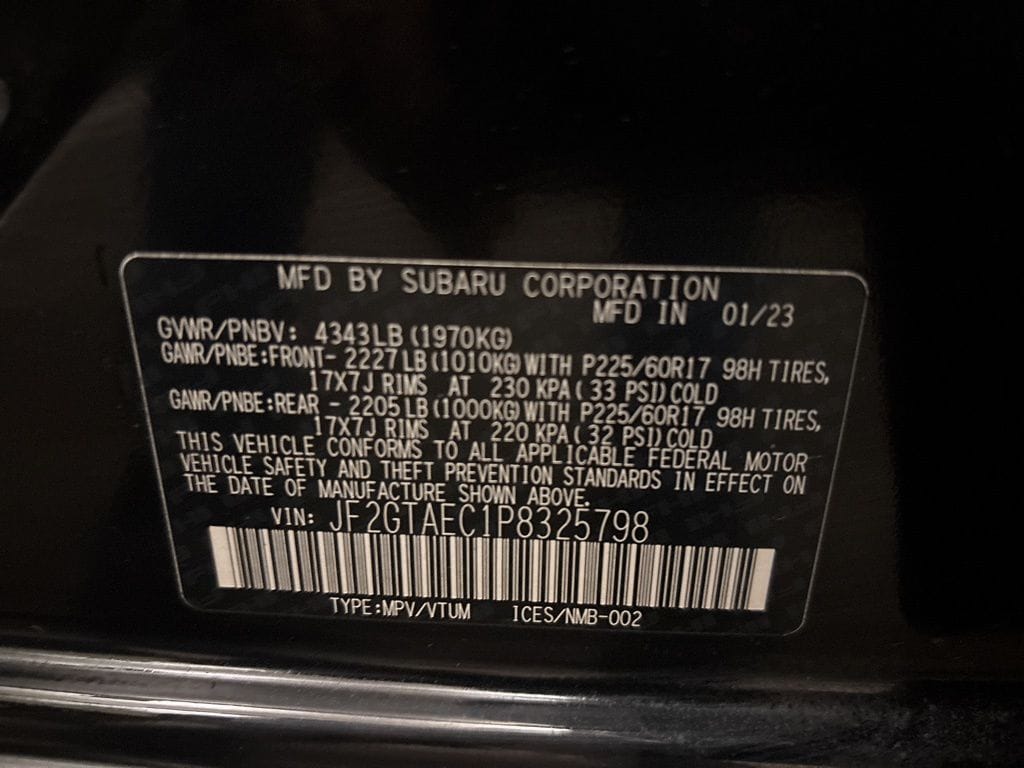 MFD BY SUBARU CORPORATION
MFD IN 01/23
GVWR/PNBV: 4343LB (1970KG)
GAWR/PNBE:FRONT- 2227LB(1010KG)WITH P225/60R17 98H TIRES,
17X7J RIMS AT 230 KPA( 33 PSI)COLD
GAWR/PNBE:REAR - 2205LB(1000KG)WITH P225/60R17 98H TIRES,
17X7J RIMS AT 220 KPA( 32 PSI)COLD
THIS VEHICLE CONFORMS TO ALL APPLICABLE FEDERAL MOTOR
VEHICLE SAFETY AND THEFT PREVENTION STANDARDS IN EFFECT ON
THE DATE OF MANUFACTURE SHOWN ABOVE.
VIN: JF2GTAEC1P8325798
TYPE:MPV/VTUM ICES/NMB-002